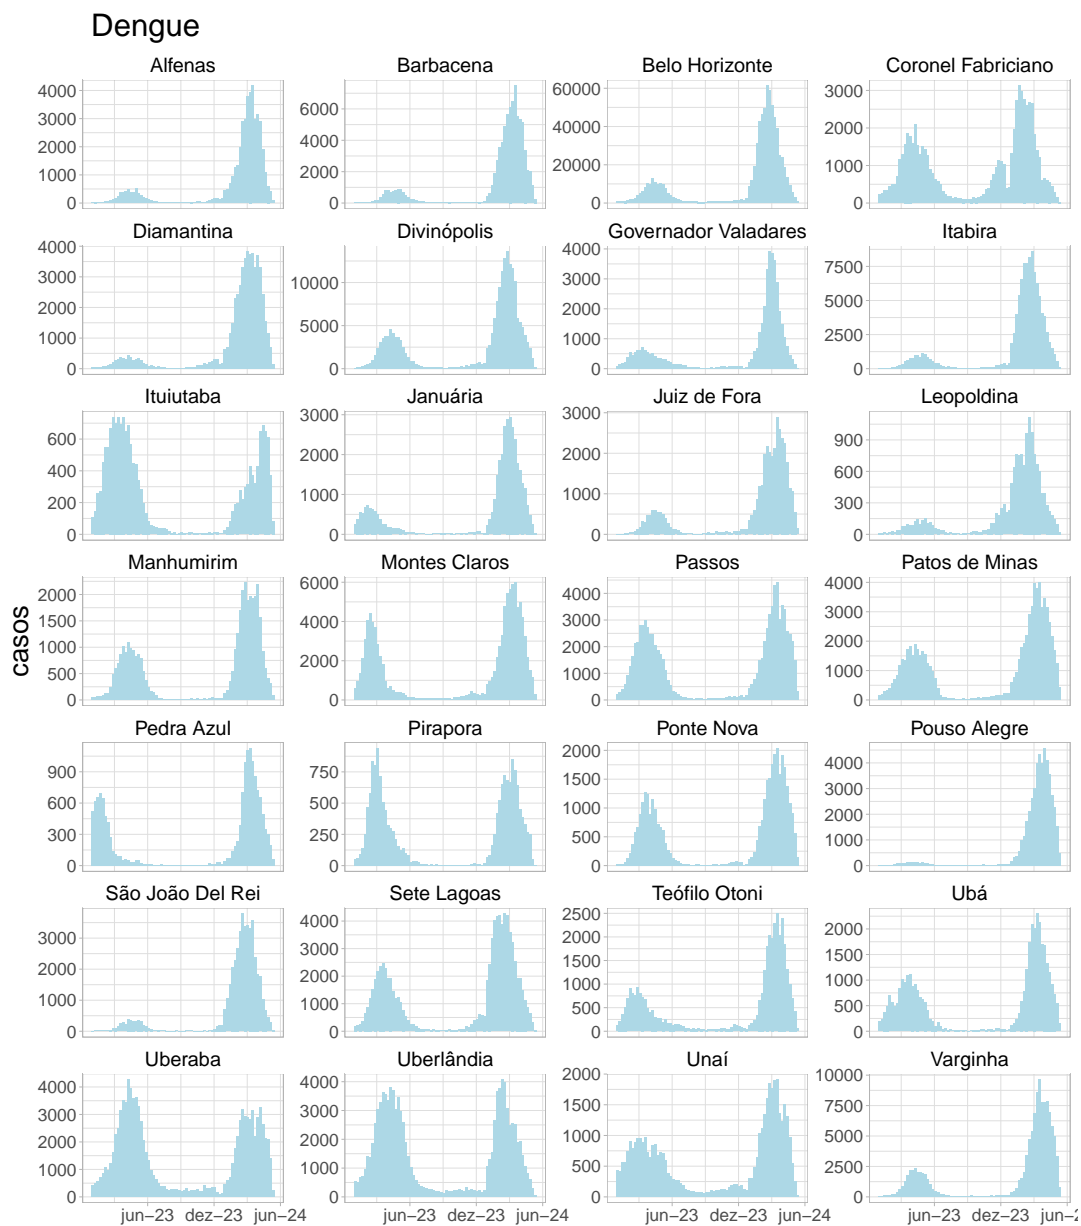 Dengue
Alfenas Barbacena Belo Horizonte Coronel Fabriciano
4000 3000 2000 1000 0
6000 4000 2000 0
60000 40000 20000 0
3000 2000 1000 0
Diamantina Divinópolis Governador Valadares Itabira
4000 3000 2000 1000 0
10000 5000 0
4000 3000 2000 1000 0
7500 5000 2500 0
Ituiutaba Januária Juiz de Fora Leopoldina
600 400 200 0
3000 2000 1000 0
3000 2000 1000 0
900 600 300 0
casos
Manhumirim Montes Claros Passos Patos de Minas
2000 1500 1000 500 0
6000 4000 2000 0
4000 3000 2000 1000 0
4000 3000 2000 1000 0
Pedra Azul Pirapora Ponte Nova Pouso Alegre
900 600 300 0
750 500 250 0
2000 1500 1000 500 0
4000 3000 2000 1000 0
São João Del Rei Sete Lagoas Teófilo Otoni Ubá
3000 2000 1000 0
4000 3000 2000 1000 0
2500 2000 1500 1000 500 0
2000 1500 1000 500 0
Uberaba Uberlândia Unaí Varginha
4000 3000 2000 1000 0
4000 3000 2000 1000 0
2000 1500 1000 500 0
10000 7500 5000 2500 0
jun−23 dez−23 jun−24 jun−23 dez−23 jun−24 jun−23 dez−23 jun−24 jun−23 dez−23 jun−2